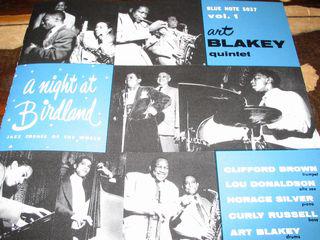 BLUE NOTE 5037
vol. 1
art
BLAKEY
quintet
a night at
Birdland
JAZZ CORNER OF THE WORLD
CLIFFORD BROWN
trumpet
LOU DONALDSON
alto sax
HORACE SILVER
piano
CURLY RUSSELL
bass
ART BLAKEY
drums